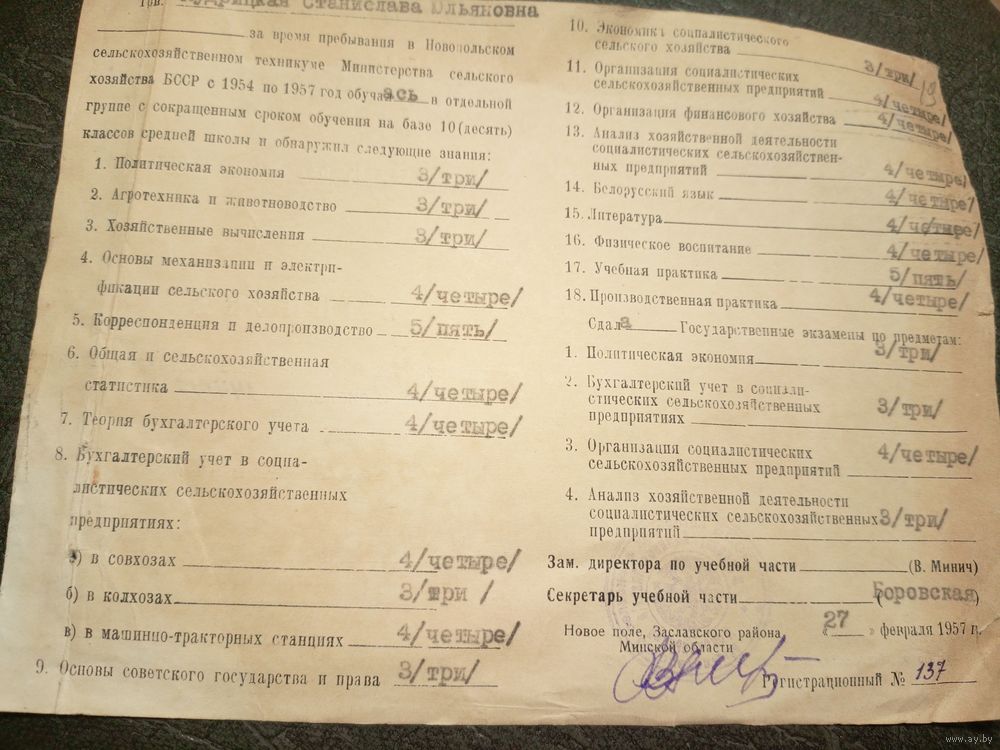 Гр.
Станислава Ульяновна
за время пребывания в Новопольском
сельскохозяйственном техникуме Министерства сельского
хозяйства БССР с 1954 по 1957 год обучалась в отдельной
группе с сокращенным сроком обучения на базе 10 (десять)
классов средней школы и обнаружил следующие знания:
1. Политическая экономия 3/три/
2. Агротехника и животноводство 3/три/
3. Хозяйственные вычисления 3/три/
4. Основы механизации и электри-
фикации сельского хозяйства 4/четыре/
5. Корреспонденция и делопроизводство 5/пять/
6. Общая и сельскохозяйственная
статистика 4/четыре/
7. Теория бухгалтерского учета 4/четыре/
8. Бухгалтерский учет в социа-
листических сельскохозяйственных
предприятиях:
а) в совхозах 4/четыре/
б) в колхозах 3/три /
в) в машинно-тракторных станциях 4/четыре/
9. Основы советского государства и права 3/три/
10. Экономика социалистического
сельского хозяйства 3/три/
11. Организация социалистических
сельскохозяйственных предприятий 4/четыре/
12. Организация финансового хозяйства 4/четыре/
13. Анализ хозяйственной деятельности
социалистических сельскохозяйствен-
ных предприятий 4/четыре/
14. Белорусский язык 4/четыре/
15. Литература 4/четыре/
16. Физическое воспитание 4/четыре/
17. Учебная практика 5/пять/
18. Производственная практика 4/четыре/
Сдала Государственные экзамены по предметам:
1. Политическая экономия 3/три/
2. Бухгалтерский учет в социали-
стических сельскохозяйственных
предприятиях 3/три/
3. Организация социалистических
сельскохозяйственных предприятий 4/четыре/
4. Анализ хозяйственной деятельности
социалистических сельскохозяйственных
предприятий 3/три/
Зам. директора по учебной части (В. Минич)
Секретарь учебной части (Боровская)
Новое поле, Заславского района,
Минской области
«27» февраля 1957 г.
Регистрационный № 137
www.ay.by